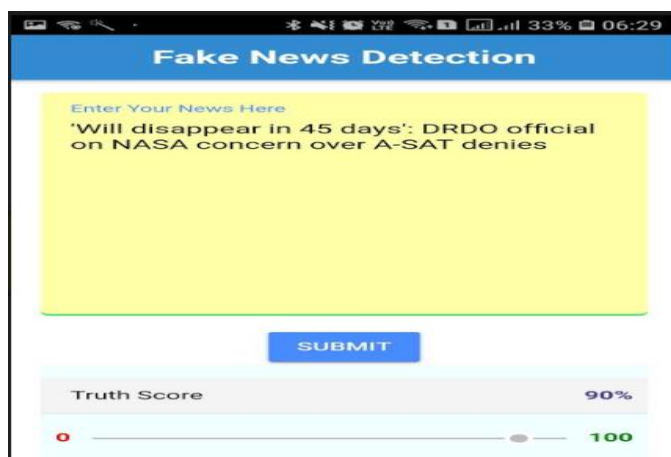 33% 06:29
Fake News Detection
Enter Your News Here
'Will disappear in 45 days': DRDO official
on NASA concern over A-SAT denies
SUBMIT
Truth Score 90%
0 100